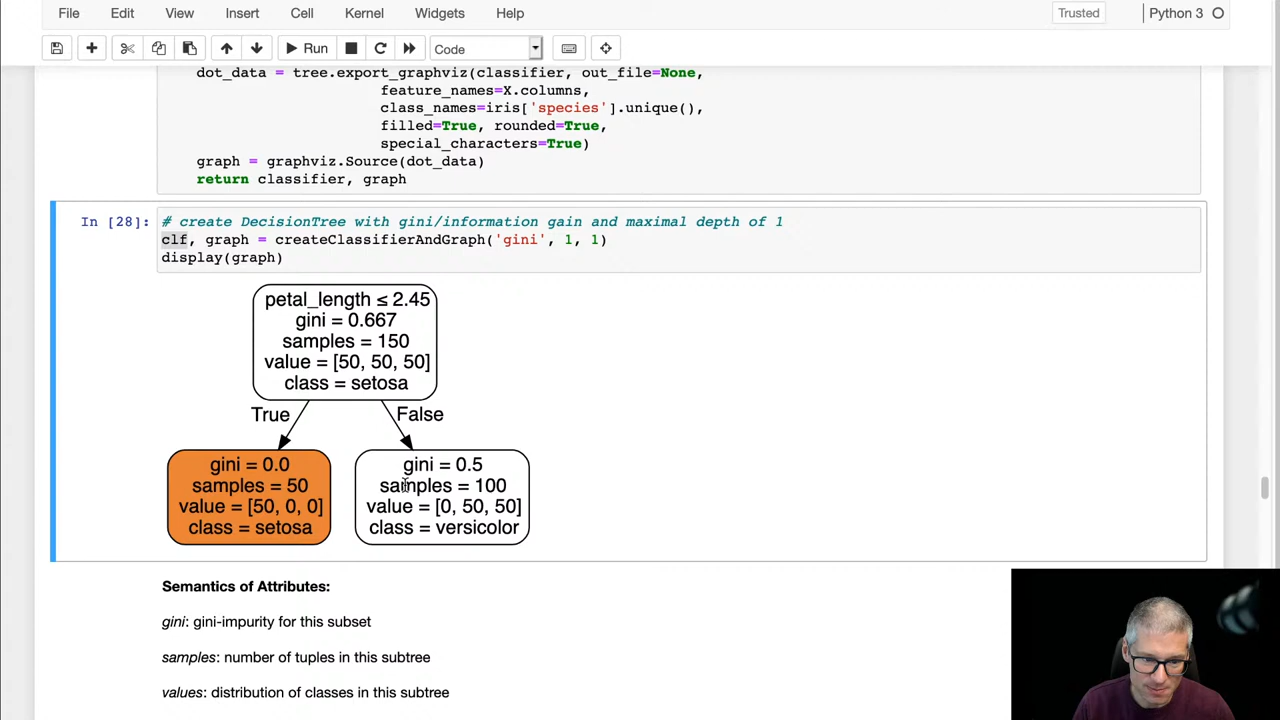 File Edit View Insert Cell Kernel Widgets Help Trusted Python 3
Run Code
dot_data = tree.export_graphviz(classifier, out_file=None,
feature_names=X.columns,
class_names=iris['species'].unique(),
filled=True, rounded=True,
special_characters=True)
graph = graphviz.Source(dot_data)
return classifier, graph
In [28]: # create DecisionTree with gini/information gain and maximal depth of 1
clf, graph = createClassifierAndGraph('gini', 1, 1)
display(graph)
petal_length ≤ 2.45
gini = 0.667
samples = 150
value = [50, 50, 50]
class = setosa
True False
gini = 0.0
samples = 50
value = [50, 0, 0]
class = setosa
gini = 0.5
samples = 100
value = [0, 50, 50]
class = versicolor
Semantics of Attributes:
gini: gini-impurity for this subset
samples: number of tuples in this subtree
values: distribution of classes in this subtree